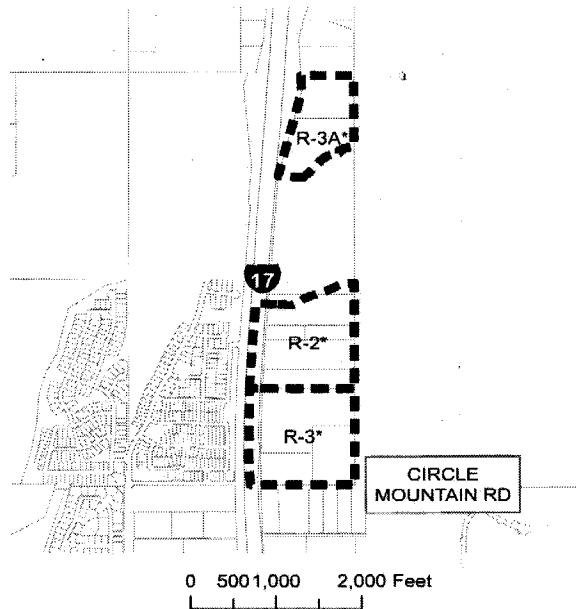 R-3A*
17
R-2*
R-3*
CIRCLE
MOUNTAIN RD
0 500 1,000 2,000 Feet